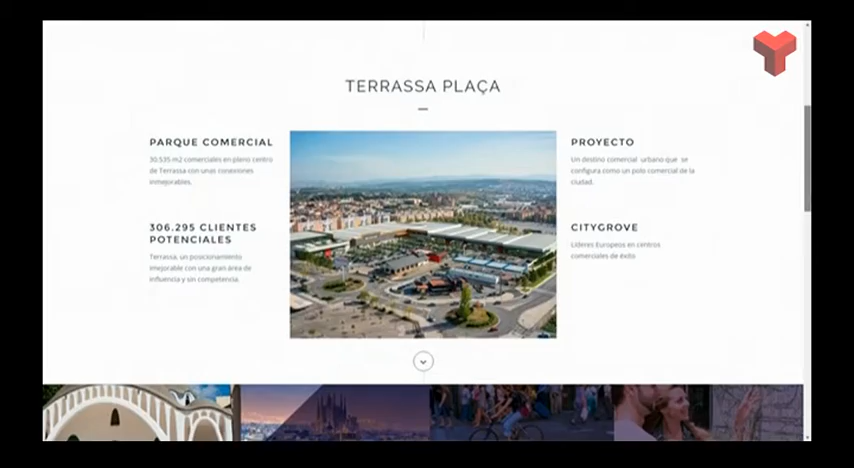 TERRASSA PLAÇA
PARQUE COMERCIAL
30.535 m2 comerciales en pleno centro
de Terrassa con unas conexiones
inmejorables.
306.295 CLIENTES
POTENCIALES
Terrassa, un posicionamiento
imejorable con una gran área de
influencia y sin competencia.
PROYECTO
Un destino comercial urbano que se
configura como un polo comercial de la
ciudad.
CITYGROVE
Líderes Europeos en centros
comerciales de éxito